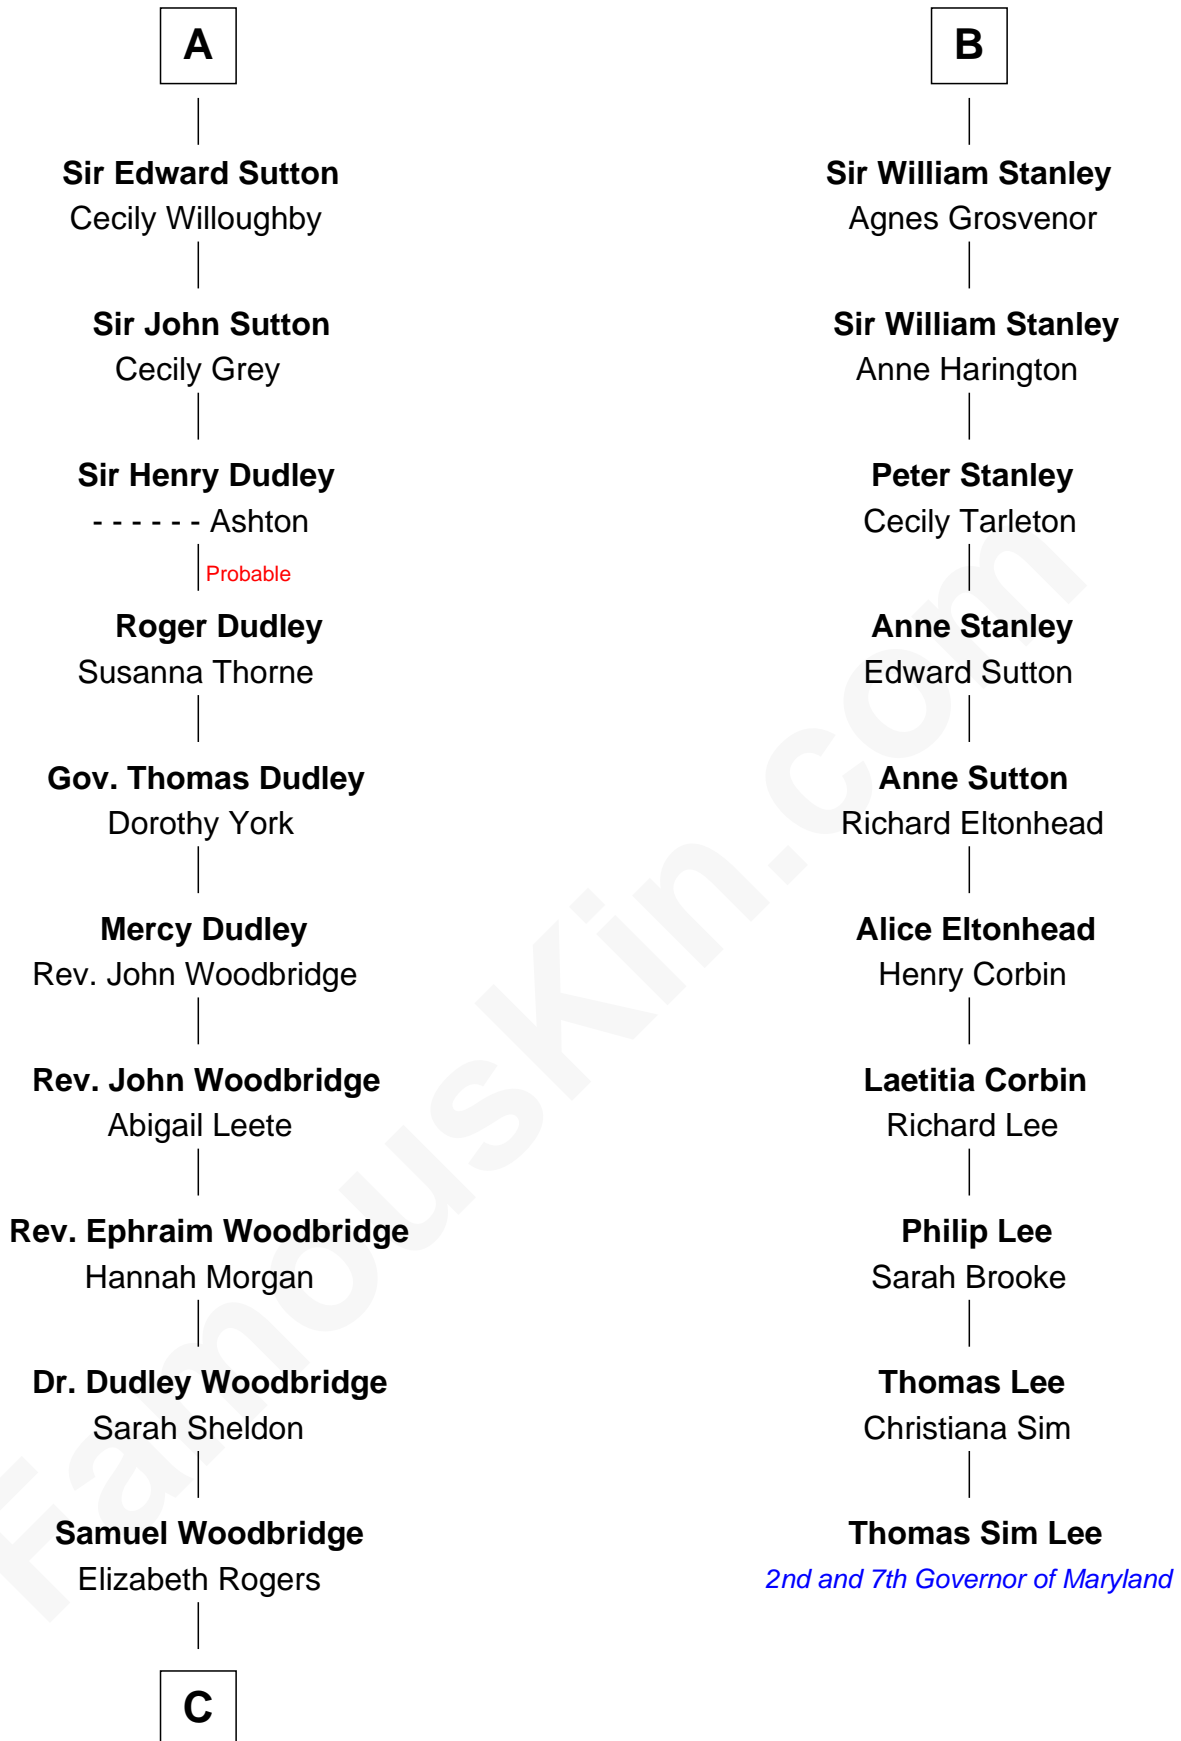 A
Sir Edward Sutton
Cecily Willoughby
Sir John Sutton
Cecily Grey
Sir Henry Dudley
- - - - - - Ashton
Probable
Roger Dudley
Susanna Thorne
Gov. Thomas Dudley
Dorothy York
Mercy Dudley
Rev. John Woodbridge
Rev. John Woodbridge
Abigail Leete
Rev. Ephraim Woodbridge
Hannah Morgan
Dr. Dudley Woodbridge
Sarah Sheldon
Samuel Woodbridge
Elizabeth Rogers
C
B
Sir William Stanley
Agnes Grosvenor
Sir William Stanley
Anne Harington
Peter Stanley
Cecily Tarleton
Anne Stanley
Edward Sutton
Anne Sutton
Richard Eltonhead
Alice Eltonhead
Henry Corbin
Laetitia Corbin
Richard Lee
Philip Lee
Sarah Brooke
Thomas Lee
Christiana Sim
Thomas Sim Lee
2nd and 7th Governor of Maryland
FamousKin.com